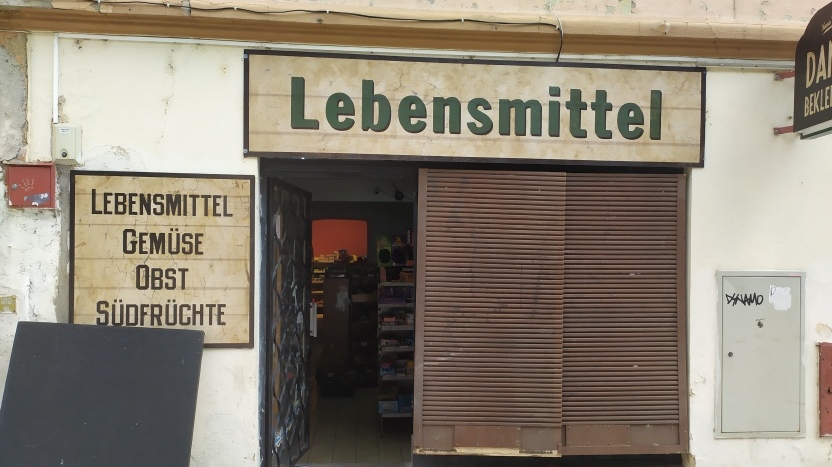 Lebensmittel
LEBENSMITTEL
GEMÜSE
OBST
SÜDFRÜCHTE
DYNAMO